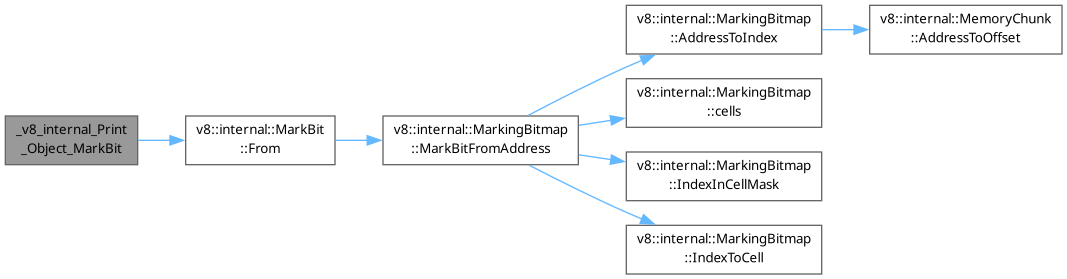 _v8_internal_Print
_Object_MarkBit
v8::internal::MarkBit
::From
v8::internal::MarkingBitmap
::MarkBitFromAddress
v8::internal::MarkingBitmap
::AddressToIndex
v8::internal::MemoryChunk
::AddressToOffset
v8::internal::MarkingBitmap
::cells
v8::internal::MarkingBitmap
::IndexInCellMask
v8::internal::MarkingBitmap
::IndexToCell